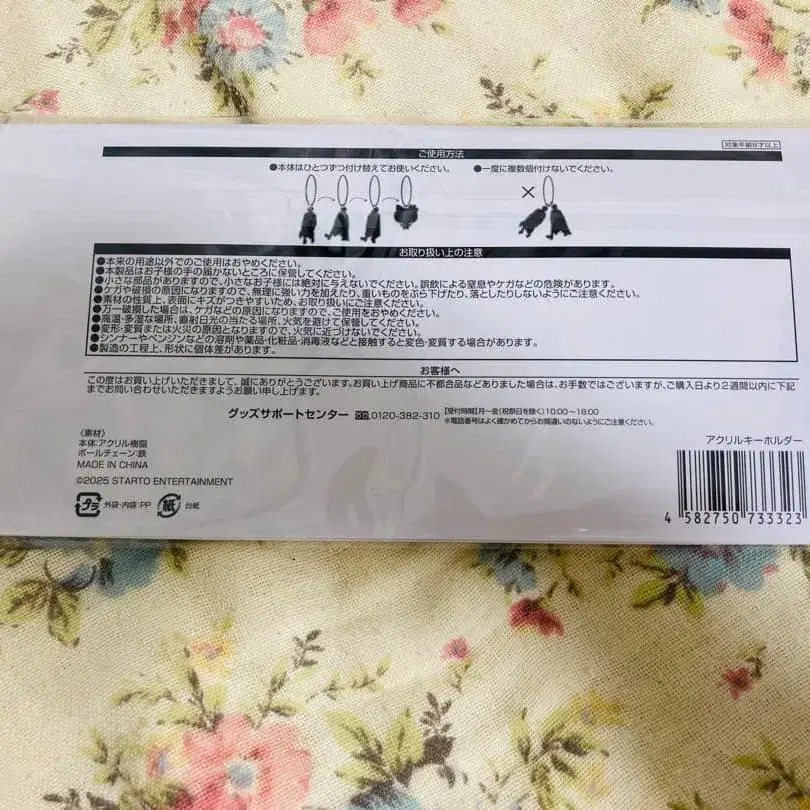 対象年齢8才以上
ご使用方法
●本体はひとつずつ付け替えてお使いください。 ●一度に複数個付けないでください。
×
お取り扱い上の注意
●本来の用途以外でのご使用はおやめください。
●本製品はお子様の手の届かないところに保管してください。
●小さな部品がありますので、小さなお子様には絶対に与えないでください。誤飲による窒息やケガなどの危険があります。
●ケガや破損の原因になりますので、無理に強い力を加えたり、重いものをぶら下げたり、落としたりしないようにご注意ください。
●素材の性質上、表面にキズがつきやすいため、お取り扱いにご注意ください。
●万一破損した場合は、ケガなどの原因になりますので、ご使用をおやめください。
●高温・多湿な場所、直射日光の当たる場所、火気を避けて保管してください。
●変形・変質または火災の原因となりますので、火気に近づけないでください。
●シンナーやベンジンなどの溶剤や薬品・化粧品・消毒液などと接触すると変色・変質する場合があります。
●製造の工程上、形状に個体差があります。
お客様へ
この度はお買い上げいただきまして、誠にありがとうございます。お買い上げ商品に不都合品などありました場合は、お手数ではございますが、ご購入日より2週間以内に下記
までお問い合わせいただきますようお願い申し上げます。
グッズサポートセンター 0120-382-310 【受付時間】月〜金(祝祭日を除く)10:00〜18:00
※電話番号はよく確かめてからお間違いのないようにご注意ください。
〈素材〉
本体:アクリル樹脂
ボールチェーン:鉄
MADE IN CHINA
©2025 STARTO ENTERTAINMENT
プラ 外袋・内袋:PP 紙 台紙
アクリルキーホルダー
4 582750 733323